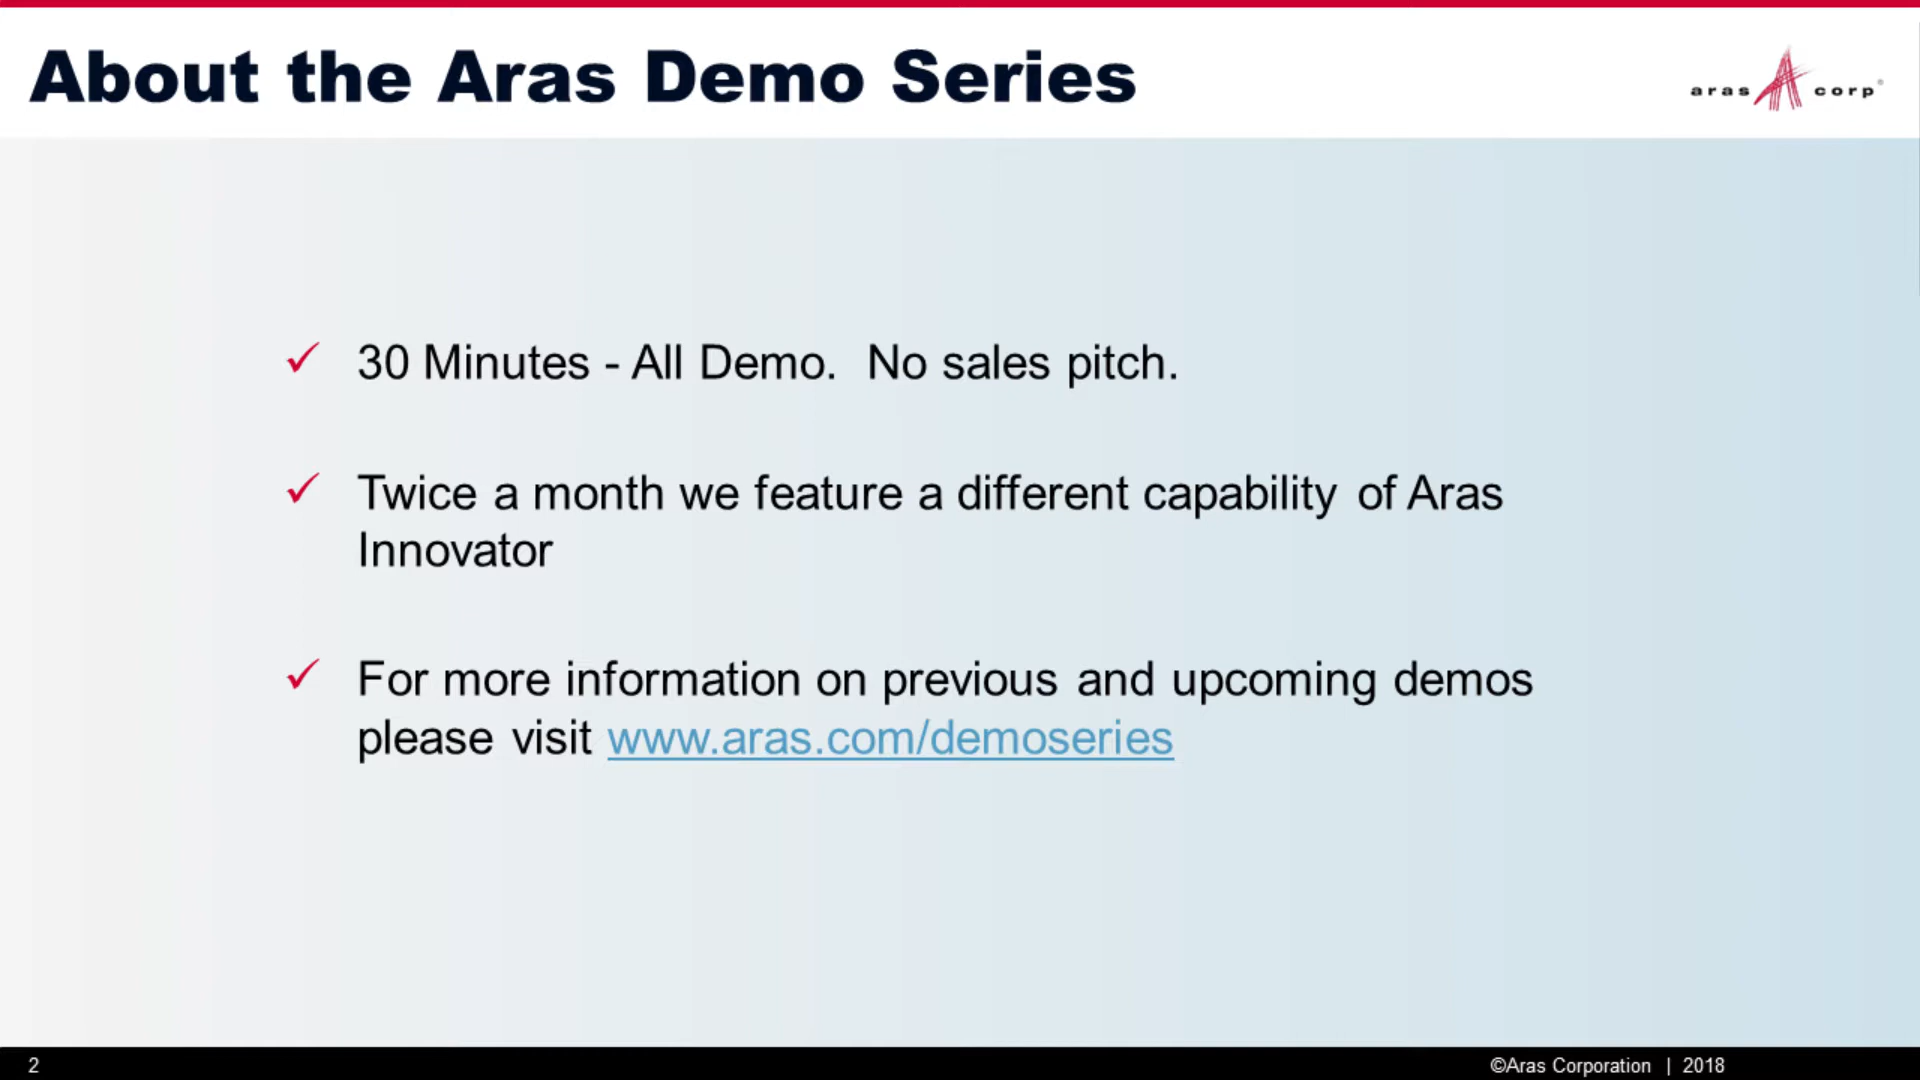 About the Aras Demo Series
aras corp®
✓ 30 Minutes - All Demo.  No sales pitch.
✓ Twice a month we feature a different capability of Aras
Innovator
✓ For more information on previous and upcoming demos
please visit www.aras.com/demoseries
2
©Aras Corporation | 2018